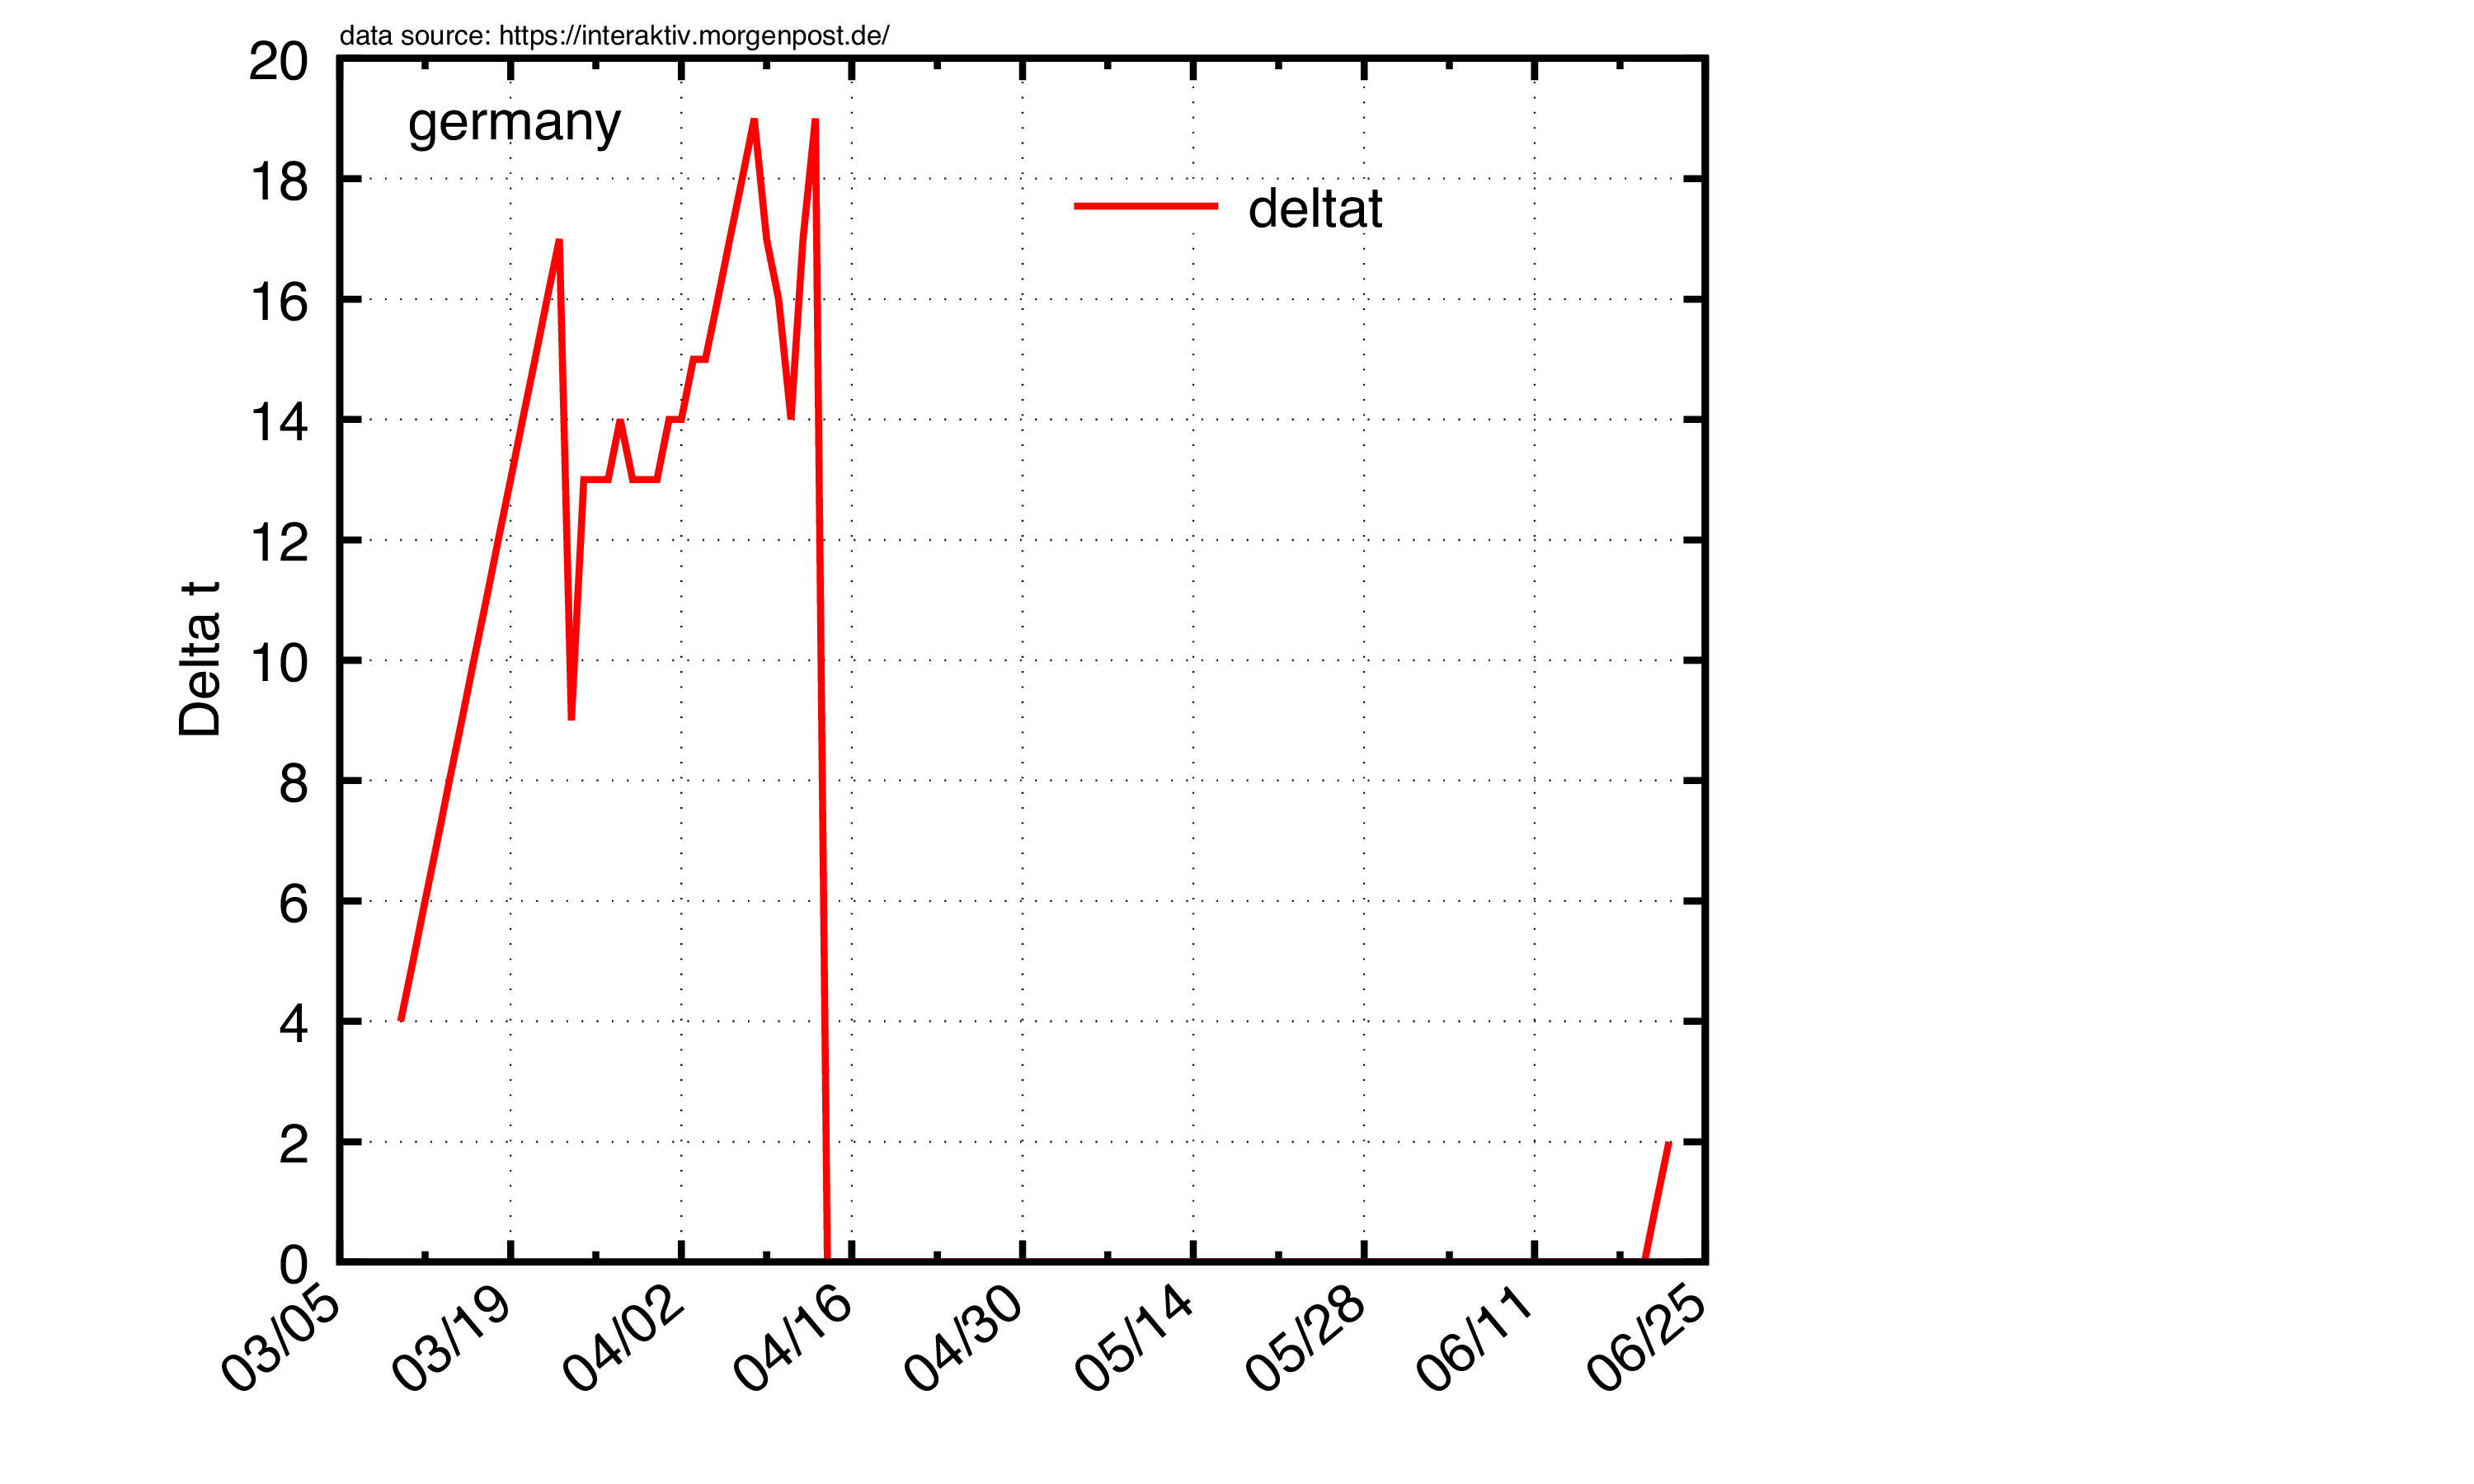 data source: https://interaktiv.morgenpost.de/
20
germany
18
deltat
16
14
12
Delta t
10
8
6
4
2
0
03/05 03/19 04/02 04/16 04/30 05/14 05/28 06/11 06/25